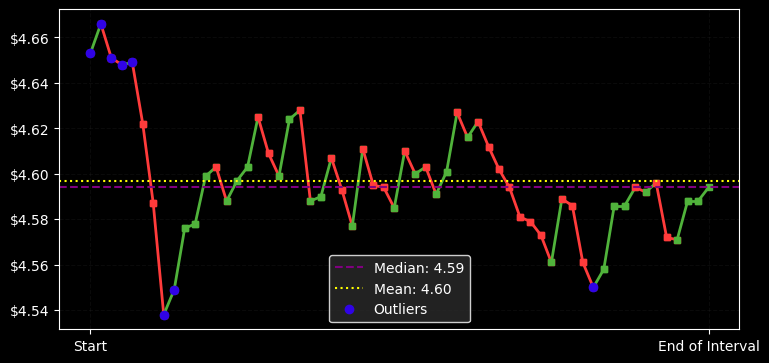 $4.66
$4.64
$4.62
$4.60
$4.58
$4.56
$4.54
Median: 4.59
Mean: 4.60
Outliers
Start
End of Interval